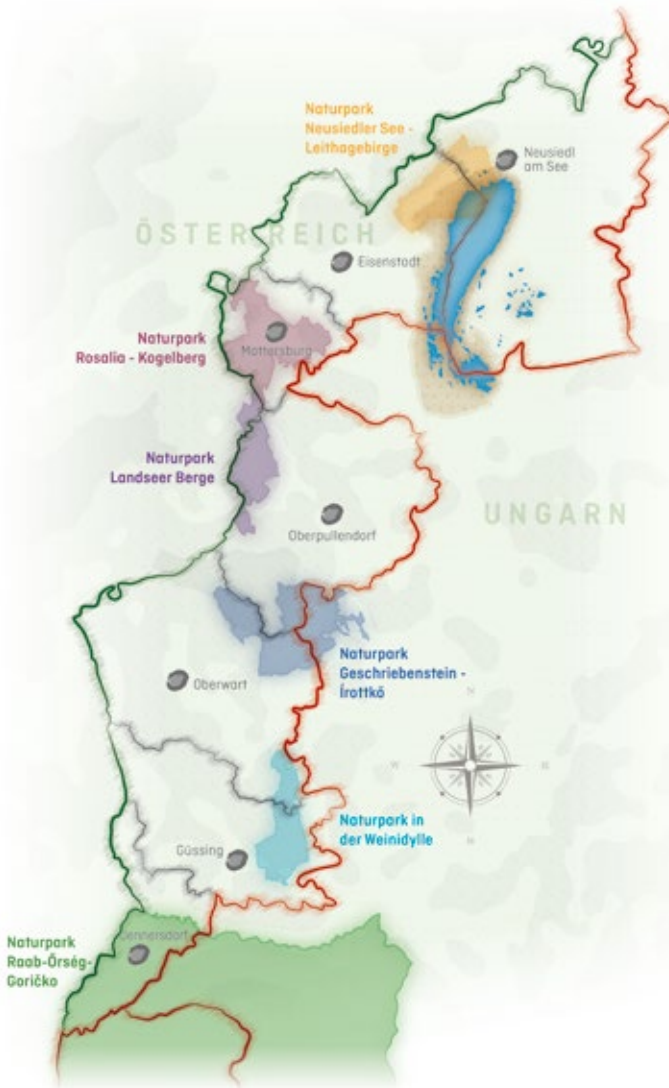 Naturpark
Neusiedler See -
Leithagebirge
Neusiedl
am See
ÖSTERREICH
Eisenstadt
Naturpark
Rosalia - Kogelberg
Mattersburg
Naturpark
Landseer Berge
Oberpullendorf
UNGARN
Naturpark
Geschriebenstein -
Írottkő
Oberwart
N
W
Naturpark in
der Weinidylle
Güssing
Jennersdorf
Naturpark
Raab-Őrség-
Goričko